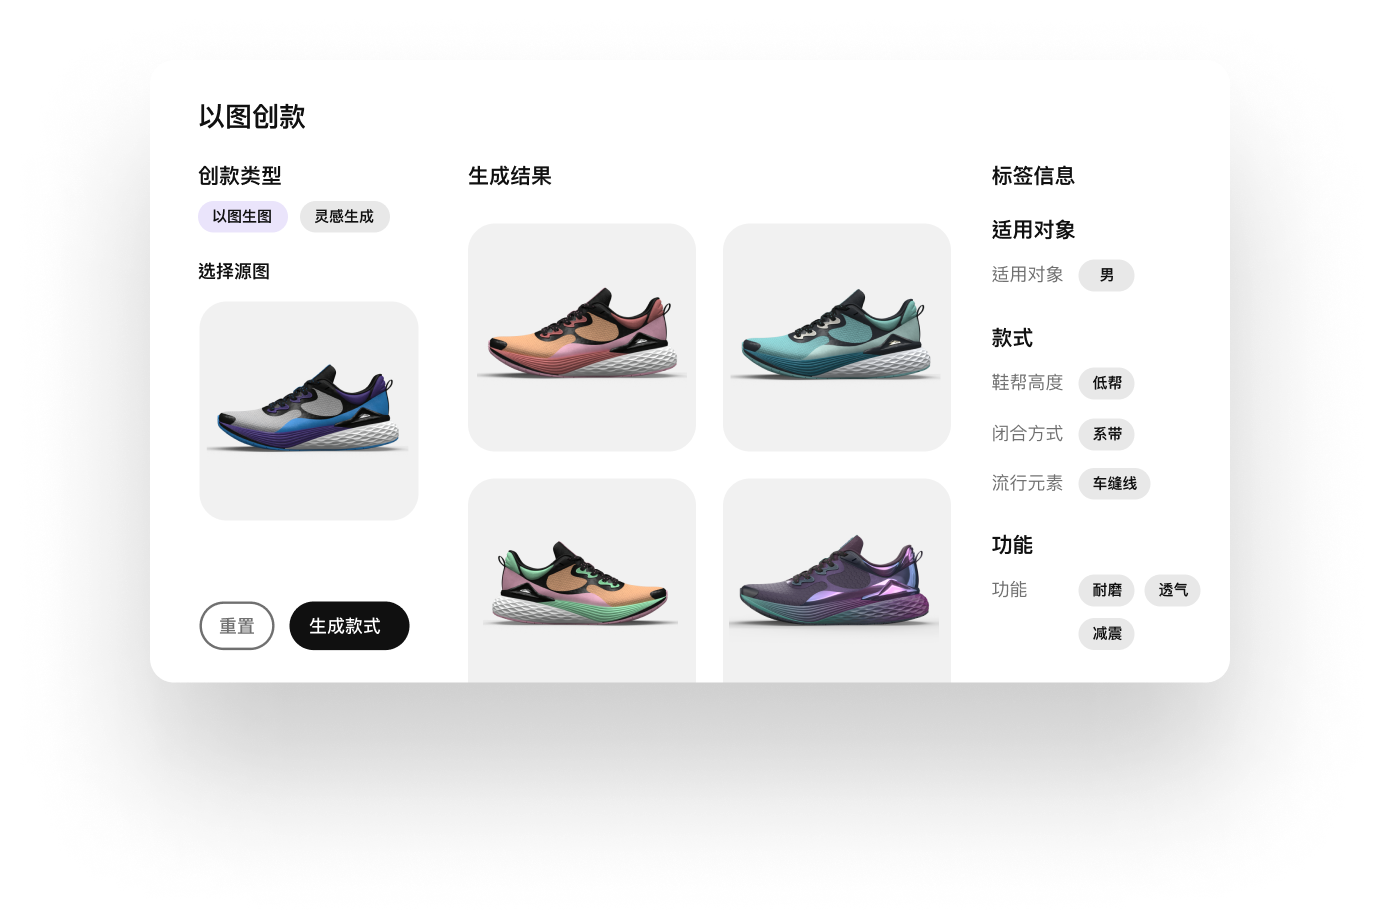 以图创款
创款类型
以图生图
灵感生成
选择源图
重置
生成款式
生成结果
标签信息
适用对象
适用对象 男
款式
鞋帮高度 低帮
闭合方式 系带
流行元素 车缝线
功能
功能 耐磨 透气
减震